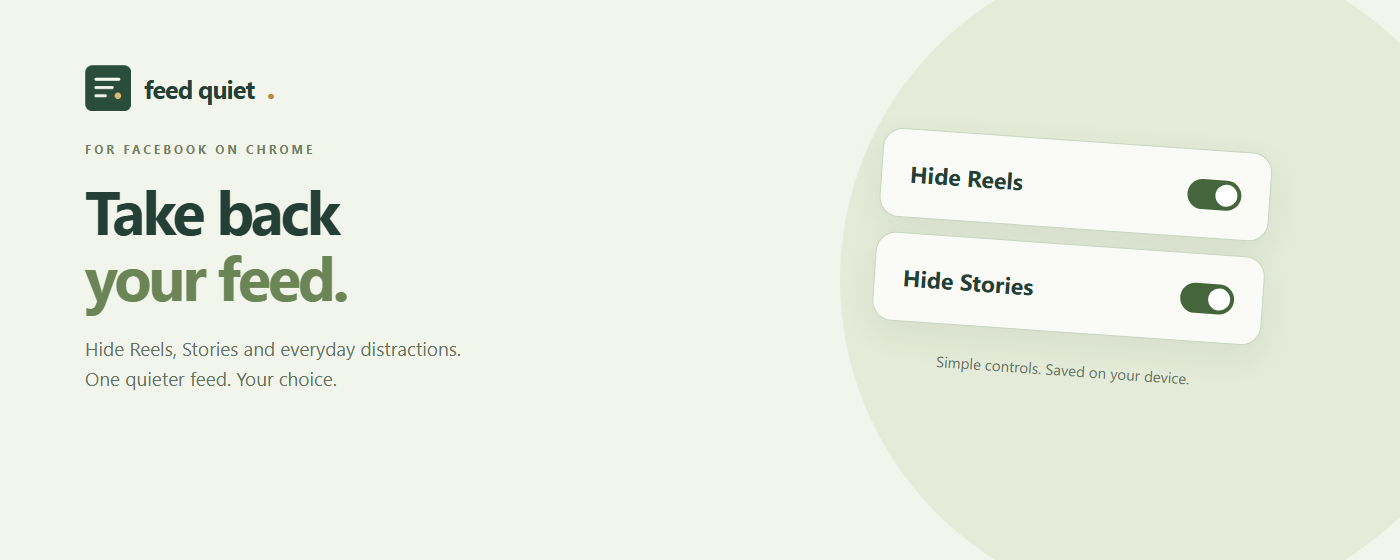 feed quiet .
FOR FACEBOOK ON CHROME
Take back
your feed.
Hide Reels, Stories and everyday distractions.
One quieter feed. Your choice.
Hide Reels
Hide Stories
Simple controls. Saved on your device.